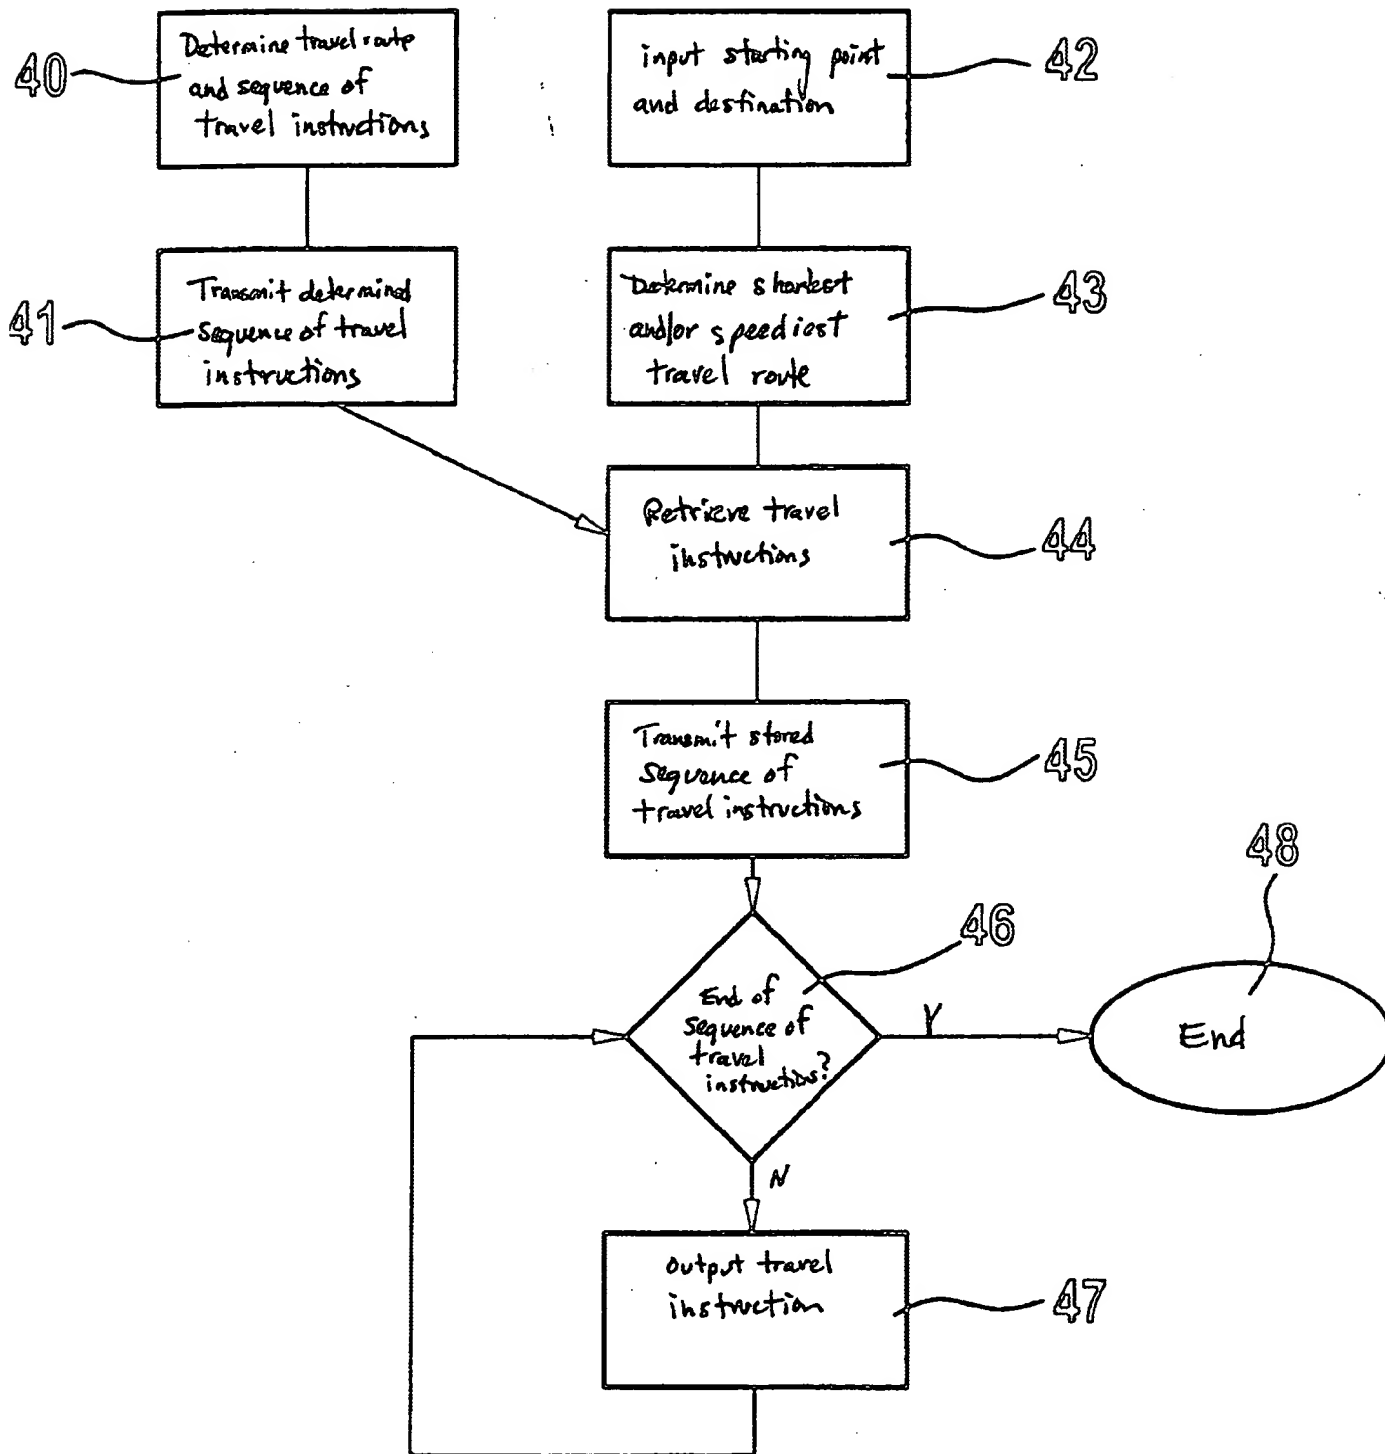 40
Determine travel route
and sequence of
travel instructions
input starting point
and destination
42
41
Transmit determined
sequence of travel
instructions
Determine shortest
and/or speediest
travel route
43
Retrieve travel
instructions
44
Transmit stored
sequence of
travel instructions
45
46
End of
sequence of
travel
instructions?
Y
48
End
N
output travel
instruction
47